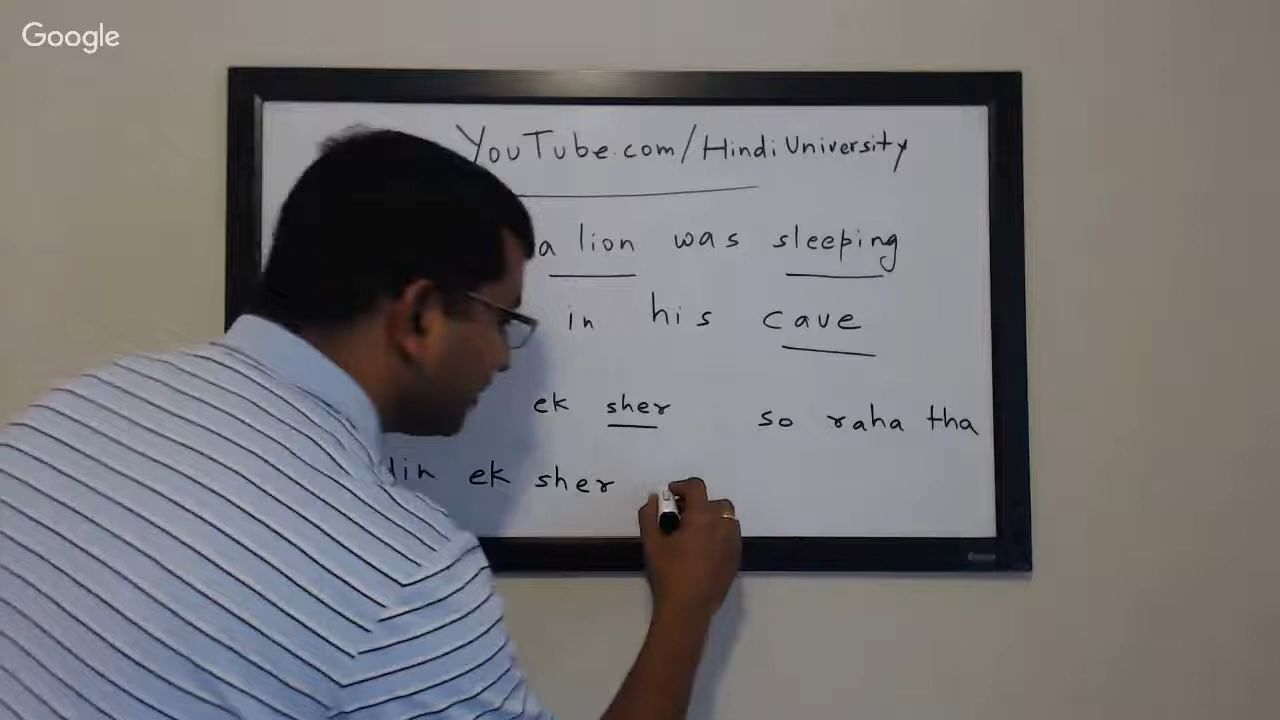 Google
YouTube.com/HindiUniversity
a lion was sleeping
in his cave
ek sher so raha tha
ek sher